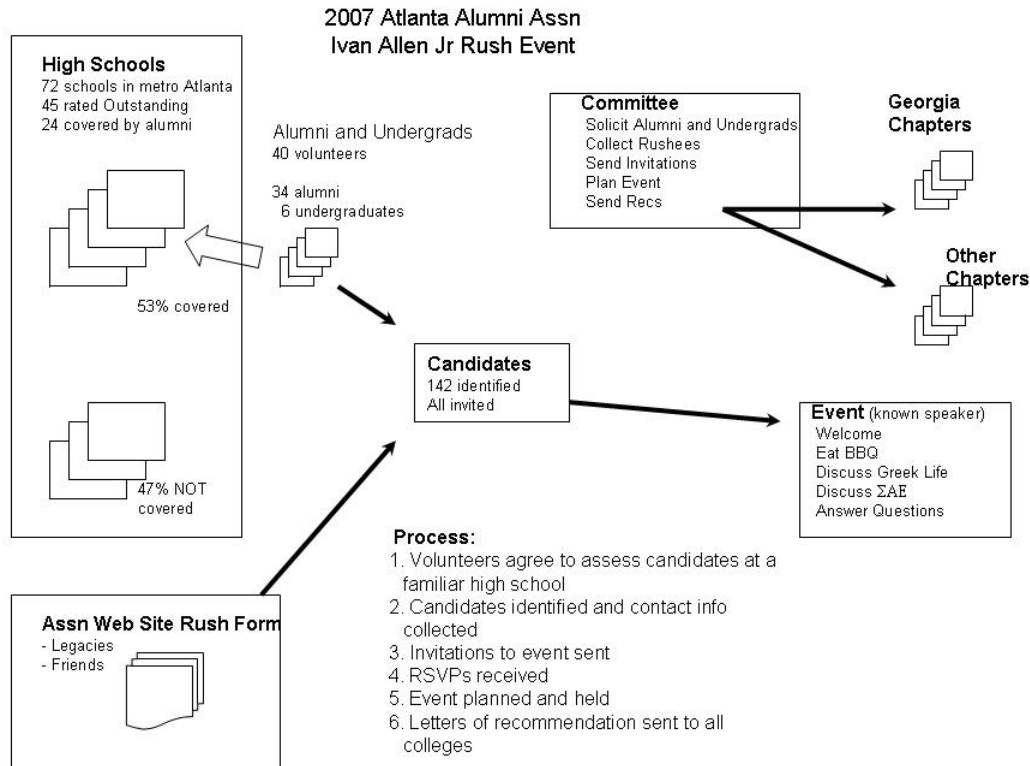 2007 Atlanta Alumni Assn
Ivan Allen Jr Rush Event
High Schools
72 schools in metro Atlanta
45 rated Outstanding
24 covered by alumni
53% covered
47% NOT
covered
Alumni and Undergrads
40 volunteers
34 alumni
6 undergraduates
Committee
Solicit Alumni and Undergrads
Collect Rushees
Send Invitations
Plan Event
Send Recs
Georgia
Chapters
Other
Chapters
Candidates
142 identified
All invited
Event (known speaker)
Welcome
Eat BBQ
Discuss Greek Life
Discuss ΣΑΕ
Answer Questions
Assn Web Site Rush Form
- Legacies
- Friends
Process:
1. Volunteers agree to assess candidates at a
familiar high school
2. Candidates identified and contact info
collected
3. Invitations to event sent
4. RSVPs received
5. Event planned and held
6. Letters of recommendation sent to all
colleges